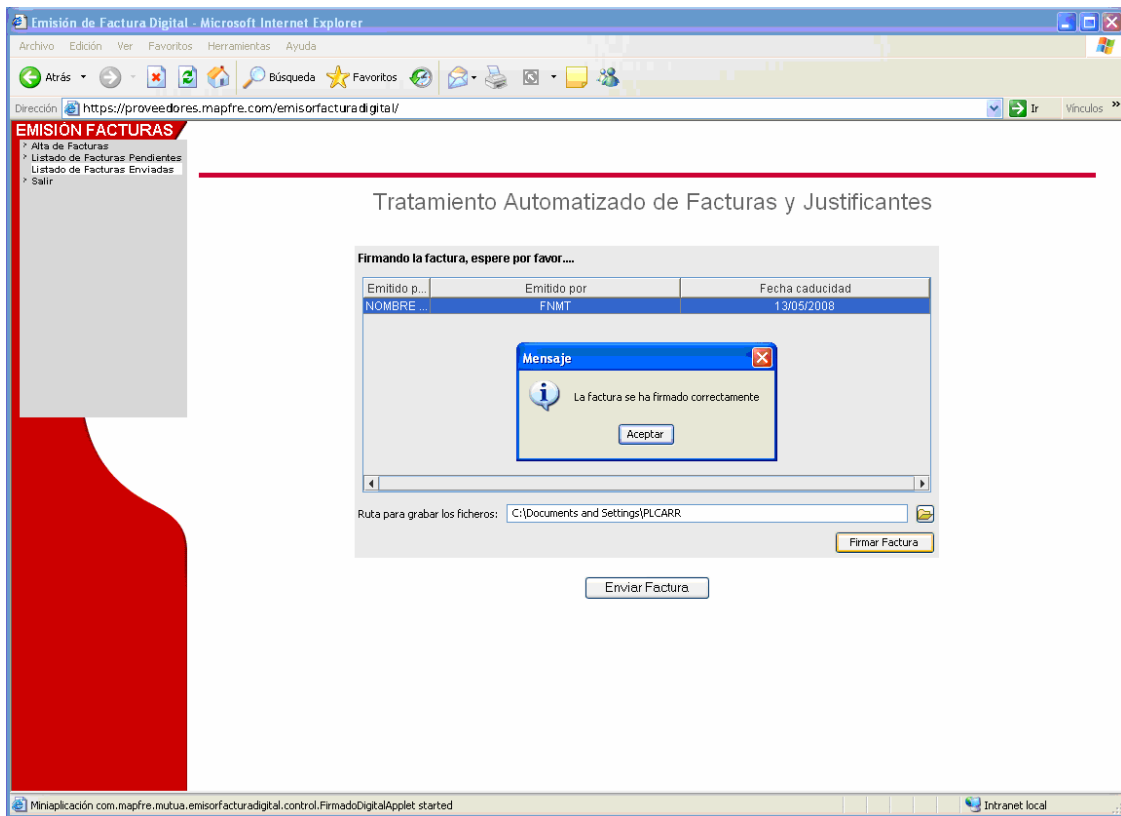 Emisión de Factura Digital - Microsoft Internet Explorer
Archivo Edición Ver Favoritos Herramientas Ayuda
Atrás Búsqueda Favoritos
Dirección https://proveedores.mapfre.com/emisorfacturadigital/ Ir Vínculos »
EMISIÓN FACTURAS
Alta de Facturas
Listado de Facturas Pendientes
Listado de Facturas Enviadas
Salir
Tratamiento Automatizado de Facturas y Justificantes
Firmando la factura, espere por favor....
Emitido p... Emitido por Fecha caducidad
NOMBRE ... FNMT 13/05/2008
Mensaje
La factura se ha firmado correctamente
Aceptar
Ruta para grabar los ficheros: C:\Documents and Settings\PLCARR
Firmar Factura
Enviar Factura
Miniaplicación com.mapfre.mutua.emisorfacturadigital.control.FirmadoDigitalApplet started Intranet local